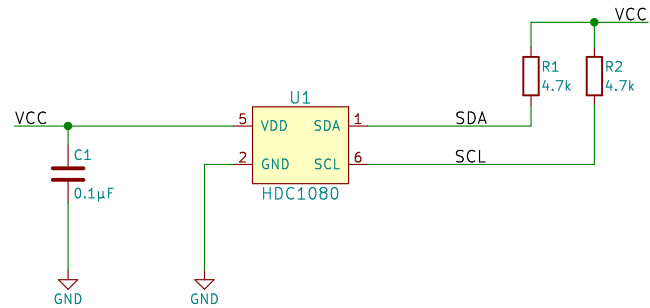 VCC
R1
4.7k
R2
4.7k
U1
VCC
5
VDD
SDA
1
SDA
2
GND
SCL
6
SCL
HDC1080
C1
0.1µF
GND
GND